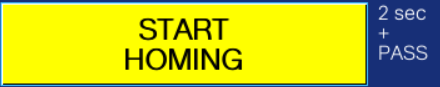 START
HOMING
2 sec
+
PASS